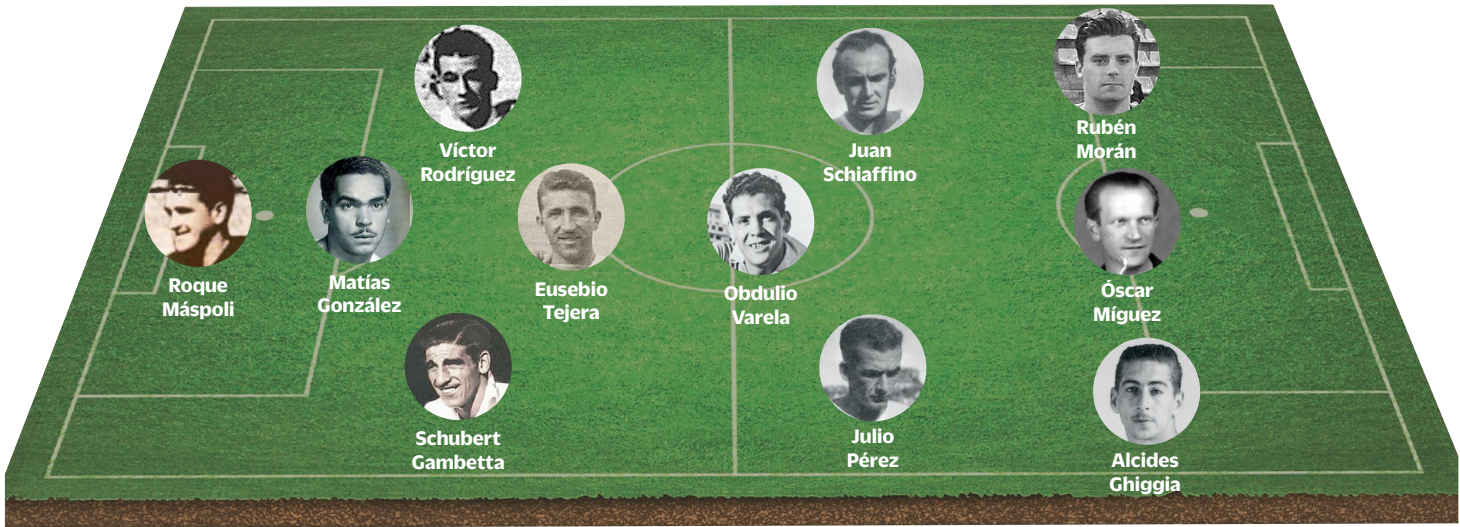 Víctor
Rodríguez
Juan
Schiaffino
Rubén
Morán
Roque
Máspoli
Matías
González
Eusebio
Tejera
Obdulio
Varela
Óscar
Míguez
Schubert
Gambetta
Julio
Pérez
Alcides
Ghiggia